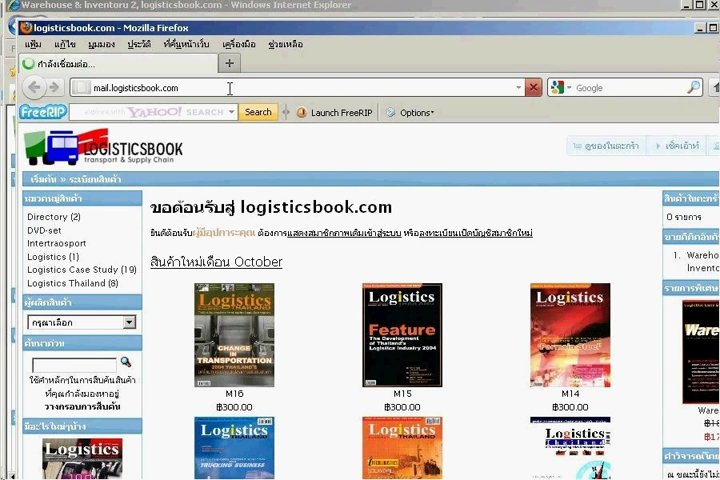 Warehouse & Inventoru 2, logisticsbook.com - Windows Internet Explorer
logisticsbook.com - Mozilla Firefox
แฟ้ม แก้ไข มุมมอง ประวัติ ที่คั่นหน้าเว็บ เครื่องมือ ช่วยเหลือ
กำลังเชื่อมต่อ...
mail.logisticsbook.com
Google
FreeRIP YAHOO! SEARCH Search Launch FreeRIP Options
LOGISTICSBOOK
transport & Supply Chain
ดูของในตะกร้า เช็คเอ้าท์
เริ่มต้น » ระเบียนสินค้า
หมวดหมู่สินค้า
Directory (2)
DVD-set
Intertraosport
Logistics (1)
Logistics Case Study (19)
Logistics Thailand (8)
ผู้ผลิตสินค้า
กรุณาเลือก
ค้นหาด่วน
ใช้คำหลักๆในการสืบค้นสินค้า
ที่คุณกำลังมองหาอยู่
วางกรอบการสืบค้น
มีอะไรใหม่บ้าง
Logistics
ขอต้อนรับสู่ logisticsbook.com
ยินดีต้อนรับผู้มีอุปการะคุณ ต้องการแสดงสมาชิกภาพเดิมเข้าสู่ระบบ หรือลงทะเบียนเปิดบัญชีสมาชิกใหม่
สินค้าใหม่เดือน October
Logistics
CHANGE IN
TRANSPORTATION
2004 THAILAND'S
M16
฿300.00
Logistics
Feature
The Development
of Thailand's
Logistics Industry 2004
M15
฿300.00
Logistics
M14
฿300.00
Logistics
TRUCKING BUSINESS
Logistics
Logistics
Thailand
สินค้าในตะกร้า
0 รายการ
1. Wareho
Invento
รายการพิเศษ
Ware
Ware